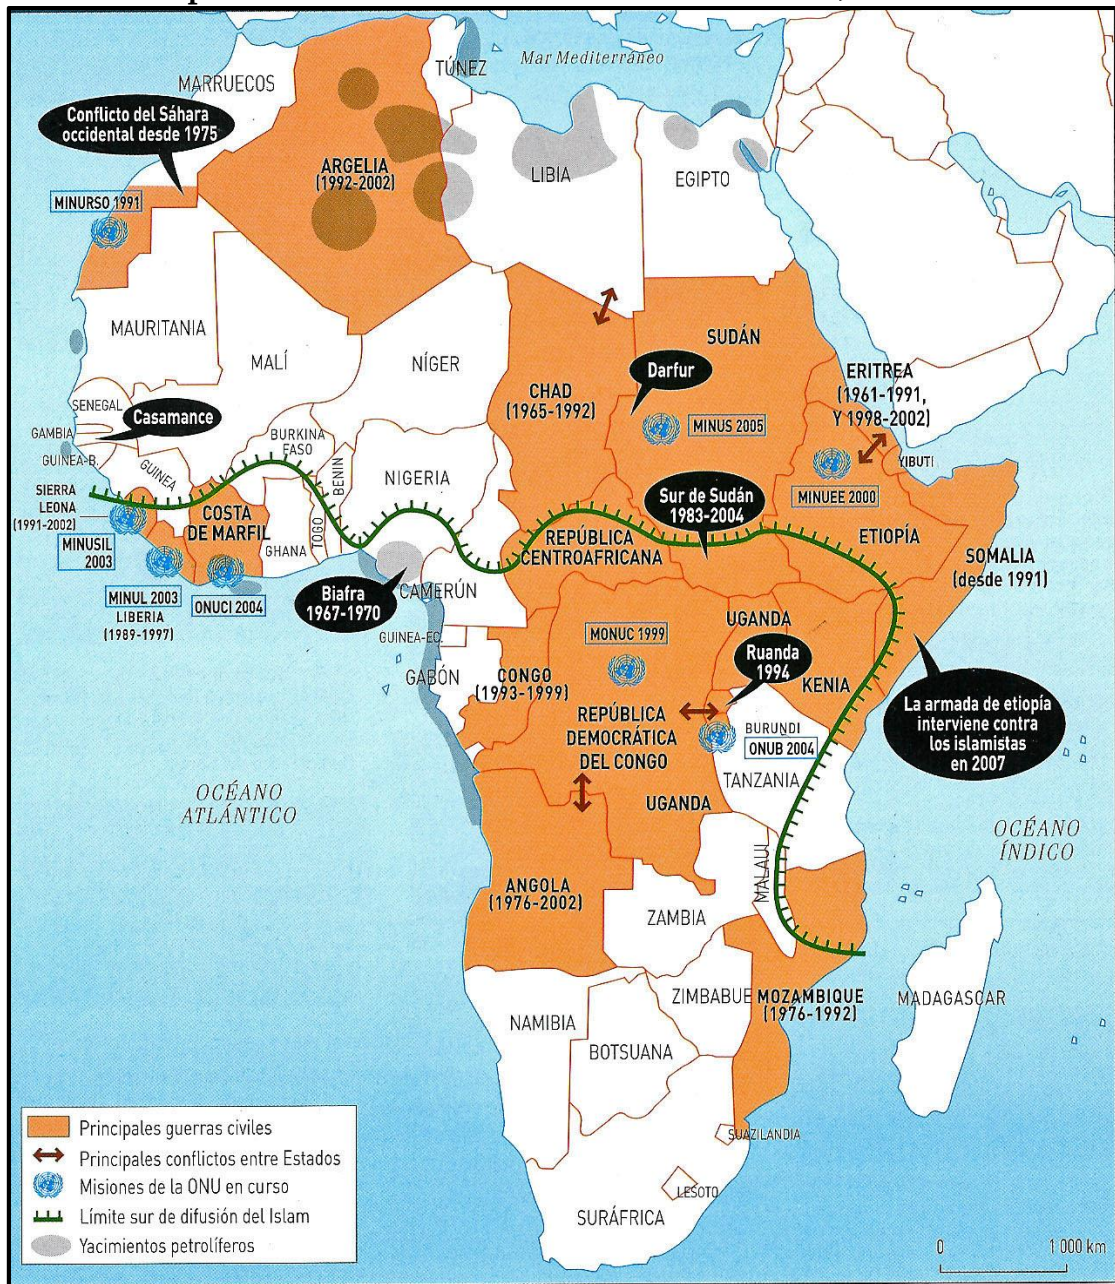 Mar Mediterráneo
MARRUECOS
TÚNEZ
Conflicto del Sáhara
occidental desde 1975
ARGELIA
(1992-2002)
LIBIA
EGIPTO
MINURSO 1991
MAURITANIA
MALÍ
NÍGER
CHAD
(1965-1992)
SUDÁN
Darfur
MINUS 2005
ERITREA
(1961-1991,
Y 1998-2002)
YIBUTI
MINUEE 2000
SENEGAL
Casamance
GAMBIA
GUINEA-B.
GUINEA
BURKINA
FASO
BENIN
NIGERIA
SIERRA
LEONA
(1991-2002)
COSTA
DE MARFIL
GHANA
TOGO
Sur de Sudán
1983-2004
REPÚBLICA
CENTROAFRICANA
ETIOPÍA
SOMALIA
(desde 1991)
MINUSIL
2003
MINUL 2003
LIBERIA
(1989-1997)
ONUCI 2004
Biafra
1967-1970
CAMERÚN
GUINEA-EC.
GABÓN
CONGO
(1993-1999)
MONUC 1999
UGANDA
Ruanda
1994
KENIA
REPÚBLICA
DEMOCRÁTICA
DEL CONGO
BURUNDI
ONUB 2004
TANZANIA
La armada de etiopía
interviene contra
los islamistas
en 2007
UGANDA
OCÉANO
ATLÁNTICO
OCÉANO
ÍNDICO
ANGOLA
(1976-2002)
MALAUI
ZAMBIA
ZIMBABUE
MOZAMBIQUE
(1976-1992)
MADAGASCAR
NAMIBIA
BOTSUANA
SUAZILANDIA
LESOTO
SURÁFRICA
Principales guerras civiles
Principales conflictos entre Estados
Misiones de la ONU en curso
Límite sur de difusión del Islam
Yacimientos petrolíferos
0 1 000 km